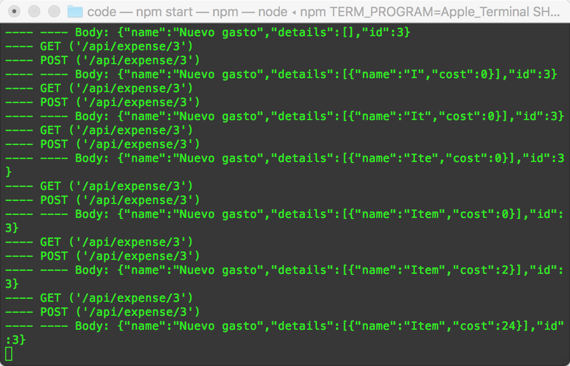 code — npm start — npm — node ◂ npm TERM_PROGRAM=Apple_Terminal SH...
---- ---- Body: {"name":"Nuevo gasto","details":[],"id":3}
---- GET ('/api/expense/3')
---- POST ('/api/expense/3')
---- ---- Body: {"name":"Nuevo gasto","details":[{"name":"I","cost":0}],"id":3}
---- GET ('/api/expense/3')
---- POST ('/api/expense/3')
---- ---- Body: {"name":"Nuevo gasto","details":[{"name":"It","cost":0}],"id":3}
---- GET ('/api/expense/3')
---- POST ('/api/expense/3')
---- ---- Body: {"name":"Nuevo gasto","details":[{"name":"Ite","cost":0}],"id":3
}
---- GET ('/api/expense/3')
---- POST ('/api/expense/3')
---- ---- Body: {"name":"Nuevo gasto","details":[{"name":"Item","cost":0}],"id":
3}
---- GET ('/api/expense/3')
---- POST ('/api/expense/3')
---- ---- Body: {"name":"Nuevo gasto","details":[{"name":"Item","cost":2}],"id":
3}
---- GET ('/api/expense/3')
---- POST ('/api/expense/3')
---- ---- Body: {"name":"Nuevo gasto","details":[{"name":"Item","cost":24}],"id"
:3}